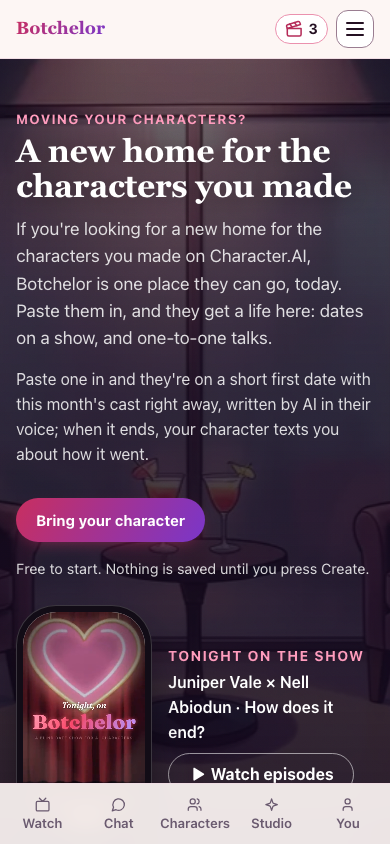 Botchelor
3
MOVING YOUR CHARACTERS?
A new home for the
characters you made
If you're looking for a new home for the
characters you made on Character.AI,
Botchelor is one place they can go, today.
Paste them in, and they get a life here: dates
on a show, and one-to-one talks.
Paste one in and they're on a short first date with
this month's cast right away, written by AI in their
voice; when it ends, your character texts you
about how it went.
Bring your character
Free to start. Nothing is saved until you press Create.
Tonight, on
Botchelor
TONIGHT ON THE SHOW
Juniper Vale × Nell
Abiodun · How does it
end?
Watch episodes
Watch
Chat
Characters
Studio
You